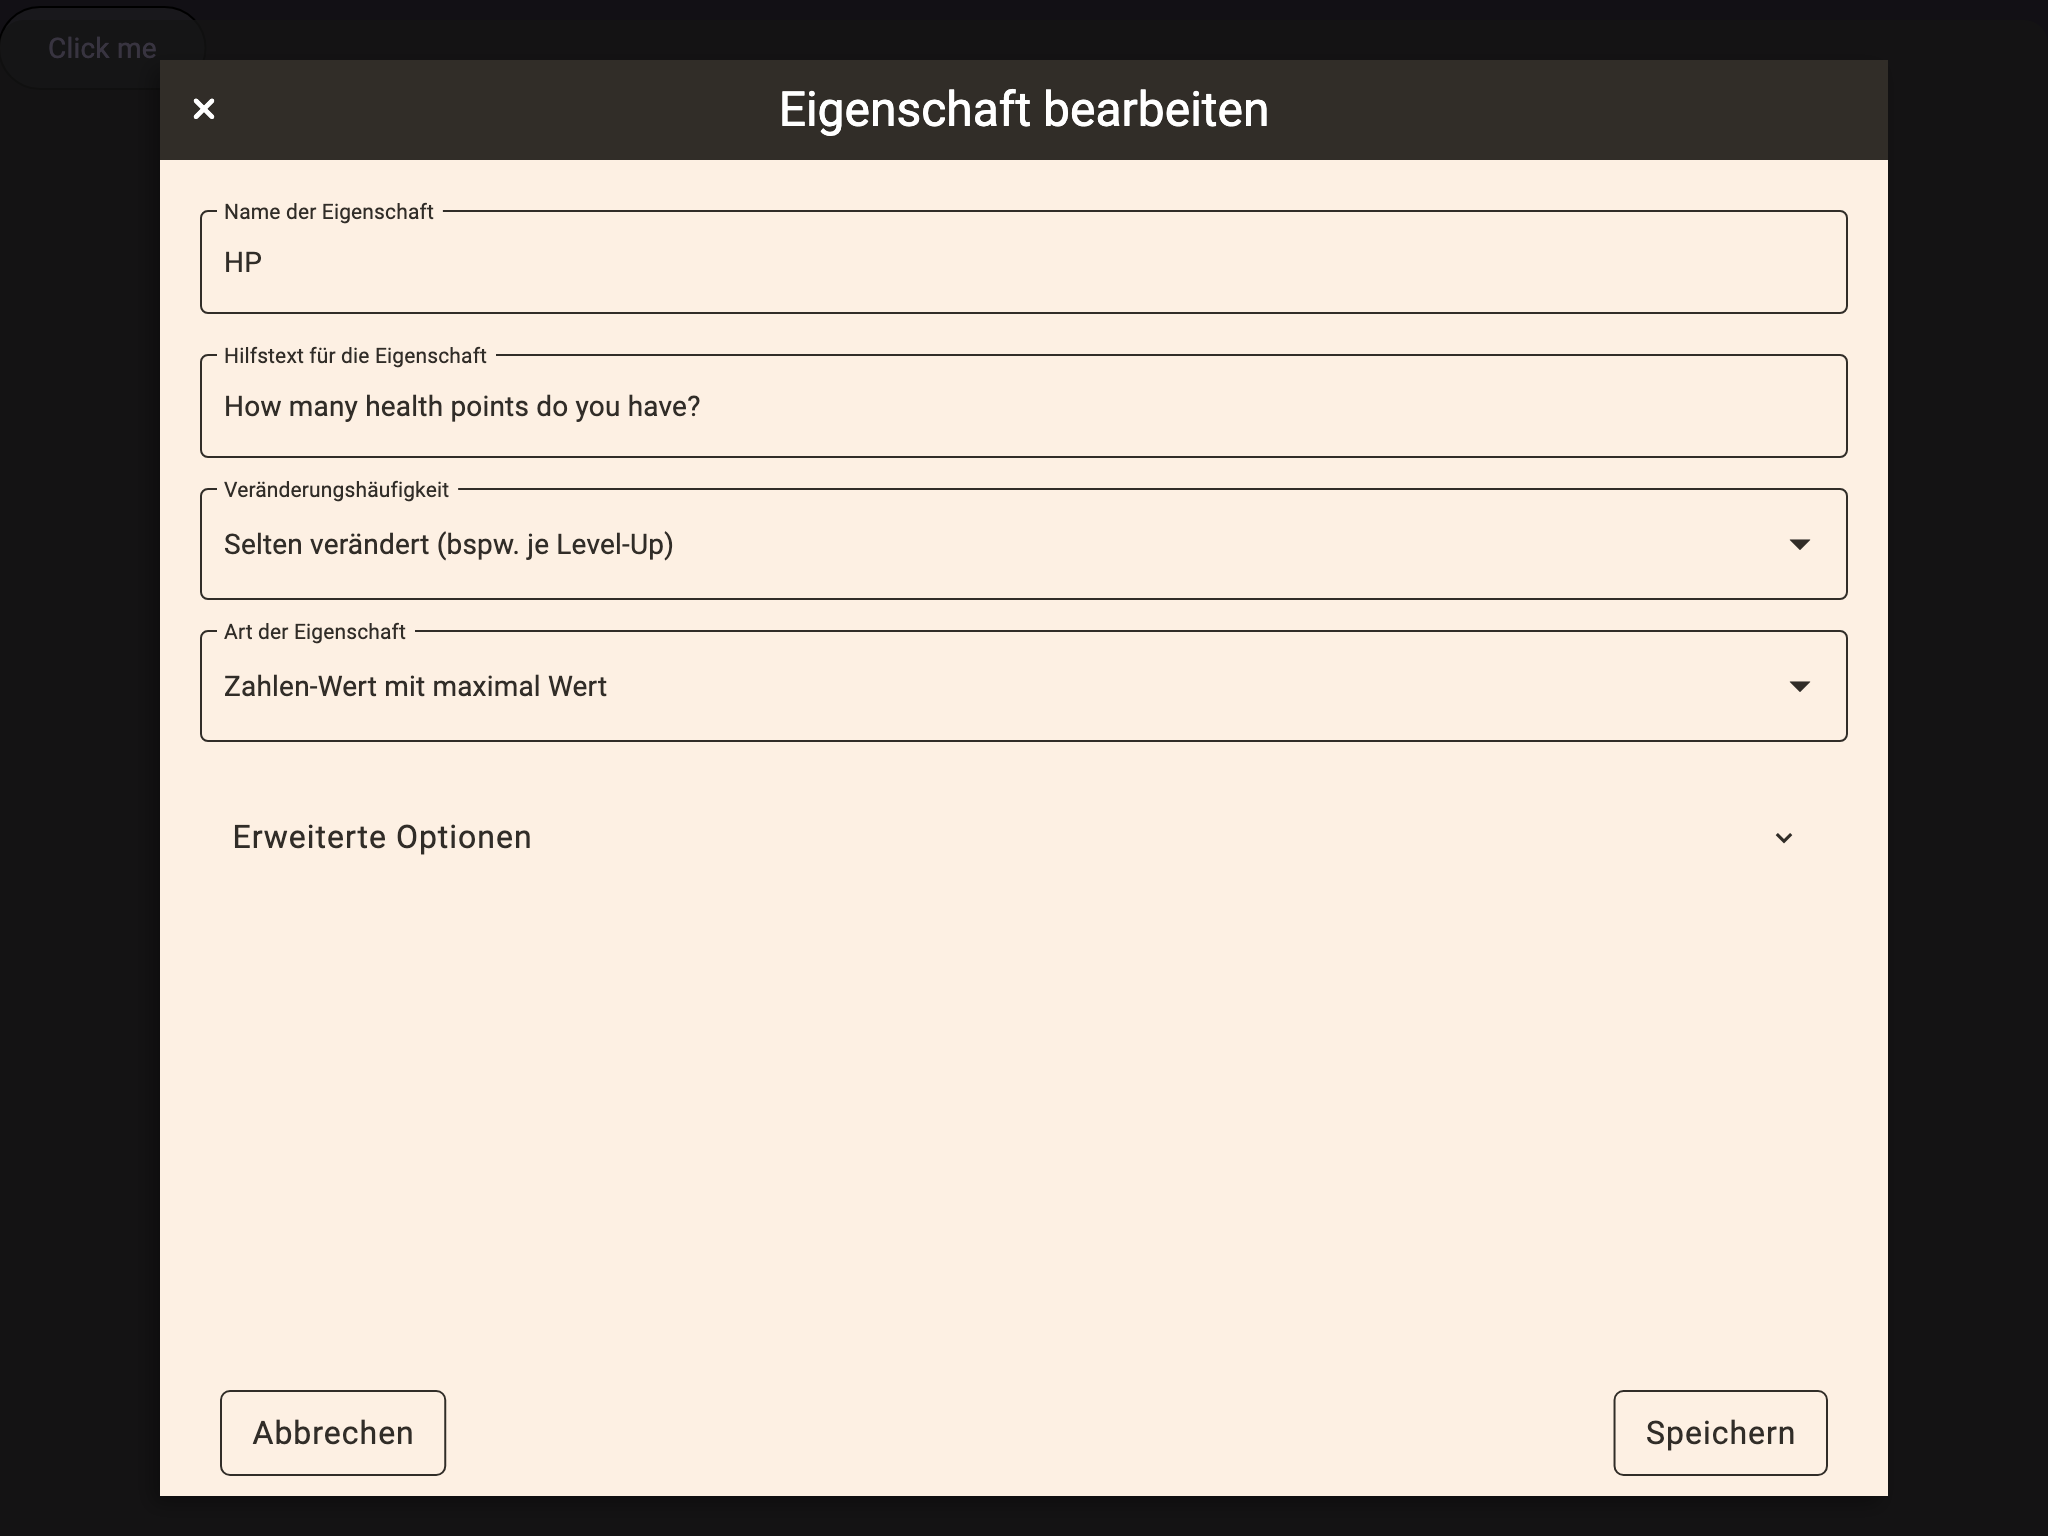 Click me
Eigenschaft bearbeiten
Name der Eigenschaft
HP
Hilfstext für die Eigenschaft
How many health points do you have?
Veränderungshäufigkeit
Selten verändert (bspw. je Level-Up)
Art der Eigenschaft
Zahlen-Wert mit maximal Wert
Erweiterte Optionen
Abbrechen
Speichern